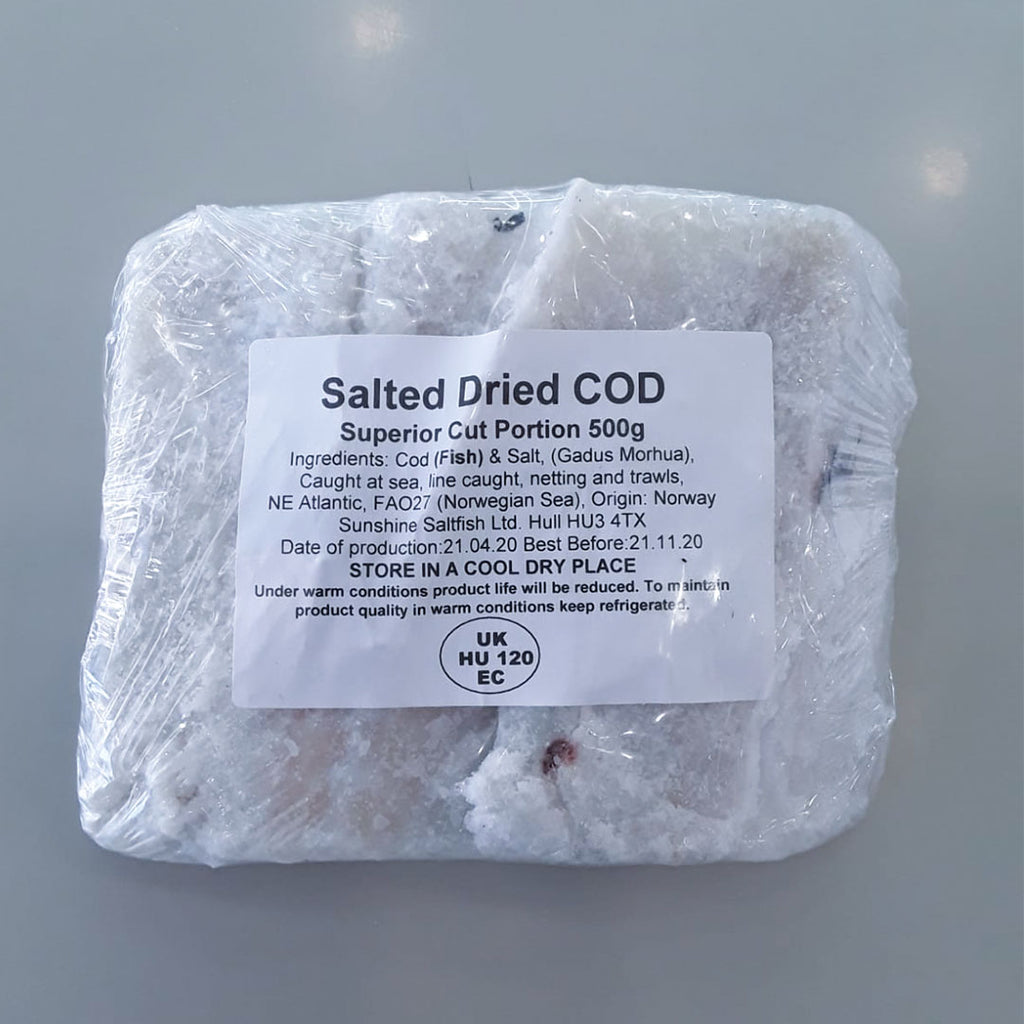 Salted Dried COD
Superior Cut Portion 500g
Ingredients: Cod (Fish) & Salt, (Gadus Morhua),
Caught at sea, line caught, netting and trawls,
NE Atlantic, FAO27 (Norwegian Sea), Origin: Norway
Sunshine Saltfish Ltd. Hull HU3 4TX
Date of production:21.04.20 Best Before:21.11.20
STORE IN A COOL DRY PLACE
Under warm conditions product life will be reduced. To maintain
product quality in warm conditions keep refrigerated.
UK
HU 120
EC